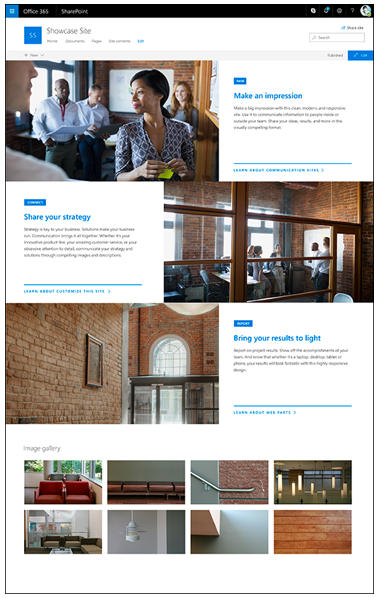 Office 365 SharePoint ?
Share site
SS Showcase Site
Home Documents Pages Site contents Edit
Search
+ New Published Edit
NEW
Make an impression
Make a big impression with this clean, modern and responsive
site. Use it to communicate information to people inside or
outside your team. Share your ideas, results, and more in this
visually compelling format.
LEARN ABOUT COMMUNICATION SITES >
CONNECT
Share your strategy
Strategy is key to your business. Solutions make your business
run. Communication brings it all together. Whether it's your
innovative product line, your amazing customer service, or your
obsessive attention to detail, communicate your strategy and
solutions through compelling images and descriptions.
LEARN ABOUT CUSTOMIZE THIS SITE >
REPORT
Bring your results to light
Report on project results. Show off the accomplishments of your
team. And know that whether it's a laptop, desktop, tablet or
phone, your results will look fantastic with this highly responsive
design.
LEARN ABOUT WEB PARTS >
Image gallery